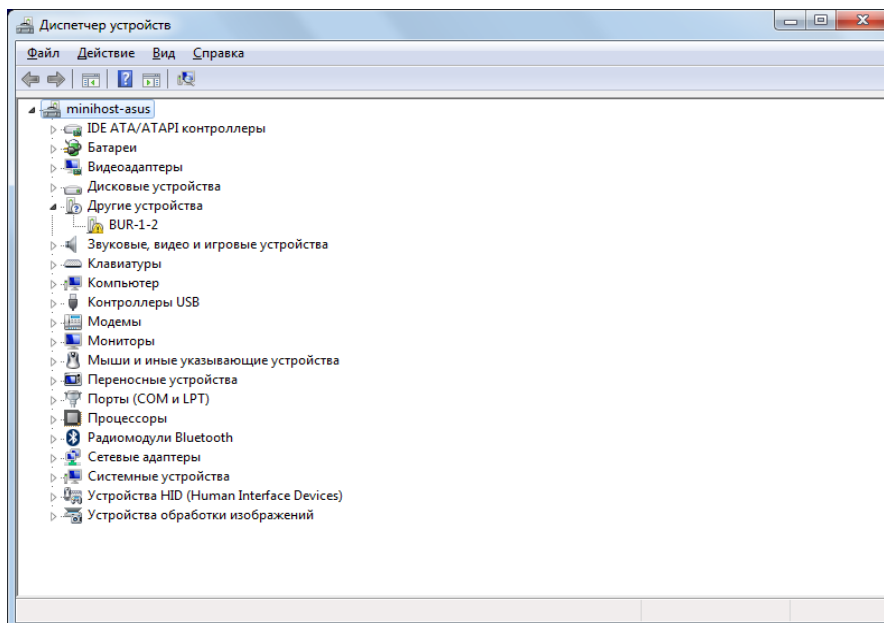 Диспетчер устройств
Файл Действие Вид Справка
minihost-asus
IDE ATA/ATAPI контроллеры
Батареи
Видеоадаптеры
Дисковые устройства
Другие устройства
BUR-1-2
Звуковые, видео и игровые устройства
Клавиатуры
Компьютер
Контроллеры USB
Модемы
Мониторы
Мыши и иные указывающие устройства
Переносные устройства
Порты (COM и LPT)
Процессоры
Радиомодули Bluetooth
Сетевые адаптеры
Системные устройства
Устройства HID (Human Interface Devices)
Устройства обработки изображений